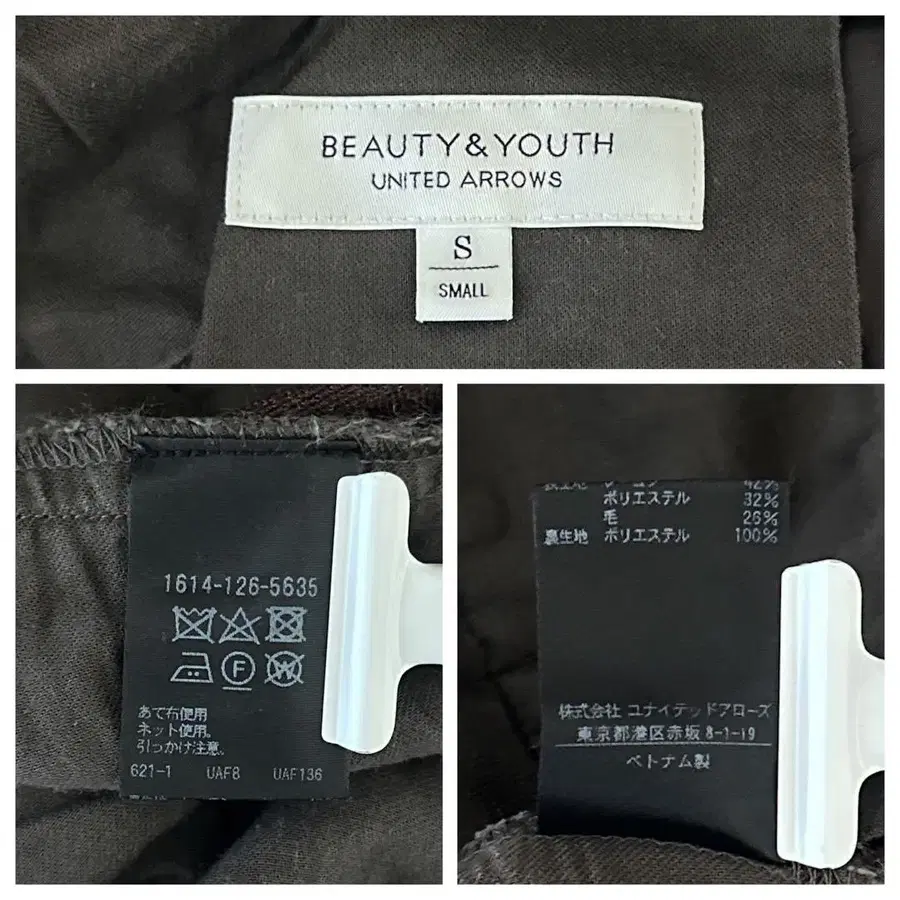 BEAUTY&YOUTH
UNITED ARROWS
S
SMALL
1614-126-5635
F
W
あて布使用
ネット使用。
引っかけ注意。
621-1 UAF8 UAF136
42%
ポリエステル 32%
毛 26%
裏生地 ポリエステル 100%
株式会社 ユナイテッドアローズ
東京都港区赤坂 8-1-19
ベトナム製